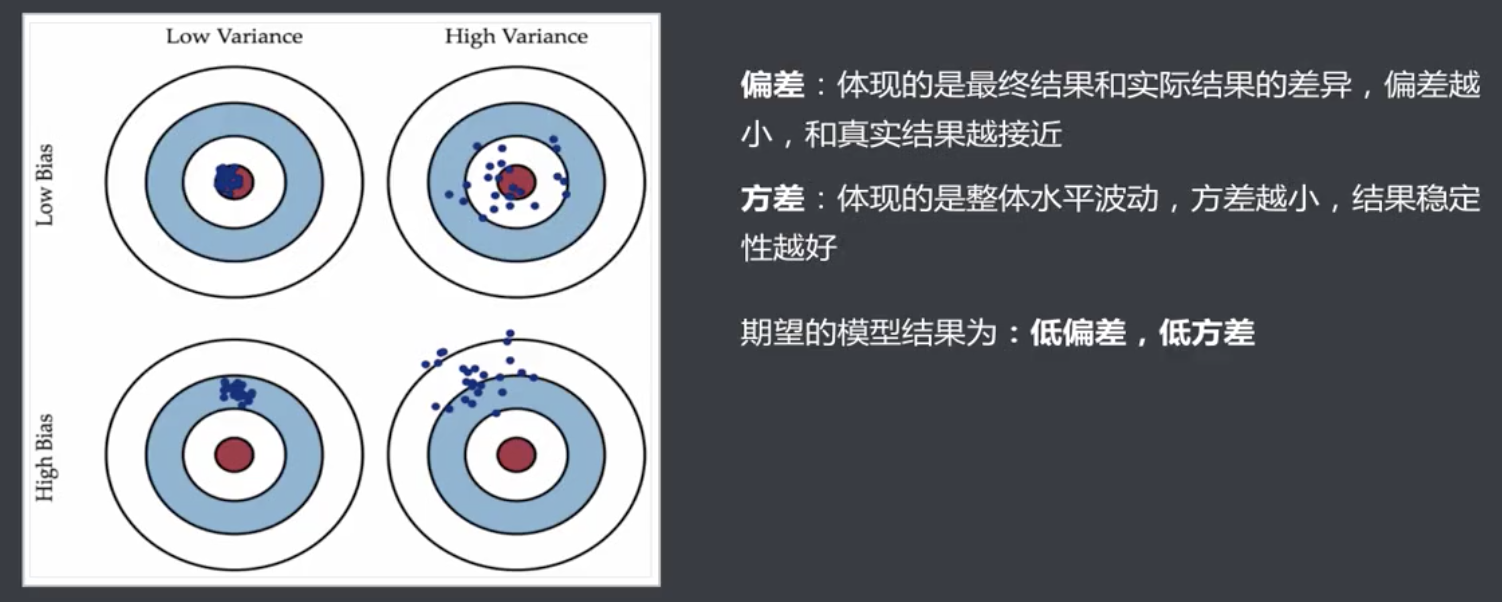 Low Variance
High Variance
Low Bias
High Bias
偏差：体现的是最终结果和实际结果的差异，偏差越
小，和真实结果越接近
方差：体现的是整体水平波动，方差越小，结果稳定
性越好
期望的模型结果为：低偏差，低方差